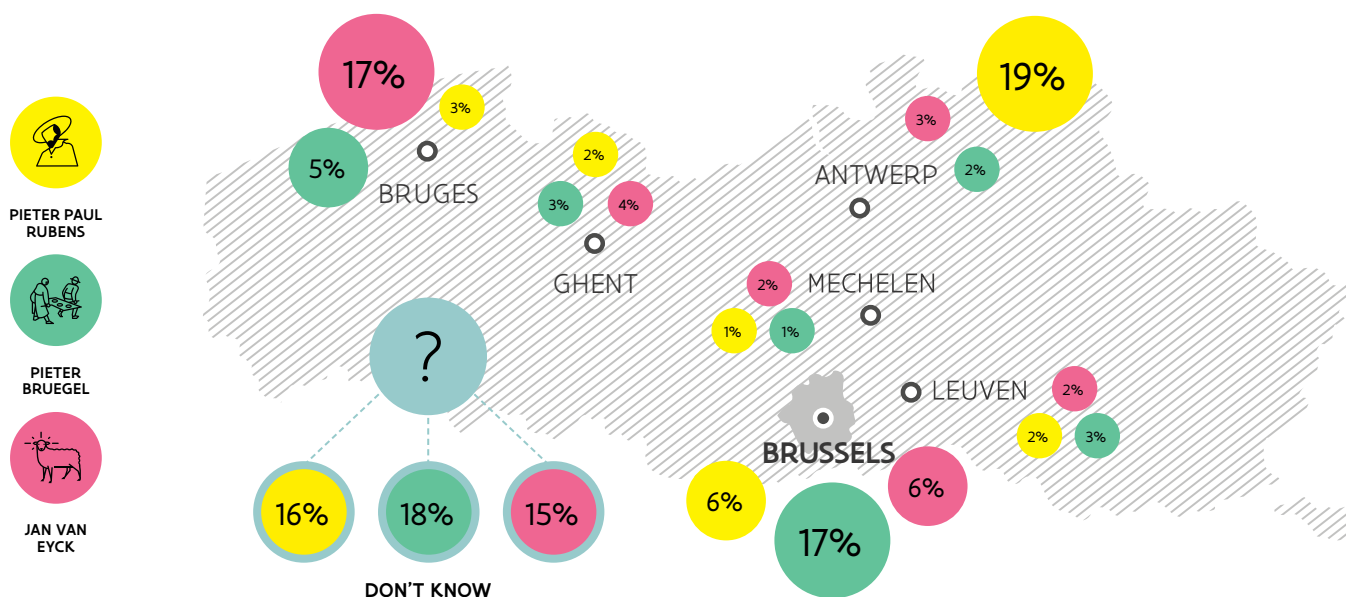 PIETER PAUL
RUBENS
PIETER
BRUEGEL
JAN VAN
EYCK
17%
3%
5%
BRUGES
2%
3%
4%
GHENT
19%
3%
2%
ANTWERP
2%
MECHELEN
1%
1%
LEUVEN
2%
2%
3%
BRUSSELS
6%
6%
17%
?
16%
18%
15%
DON'T KNOW